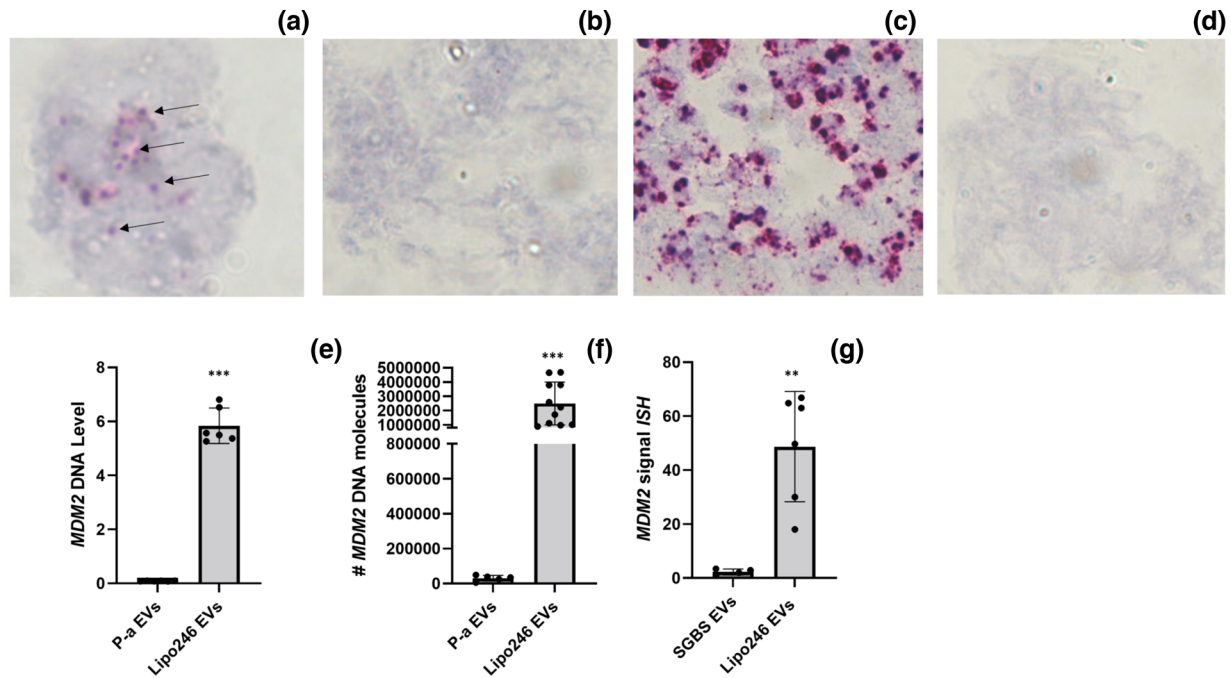 (a)
(b)
(c)
(d)
(e)
MDM2 DNA Level
8
6
4
2
0
***
P-a EVs
Lipo246 EVs
(f)
# MDM2 DNA molecules
5000000
4000000
3000000
2000000
1000000
800000
600000
400000
200000
0
***
P-a EVs
Lipo246 EVs
(g)
MDM2 signal ISH
80
60
40
20
0
**
SGBS EVs
Lipo246 EVs